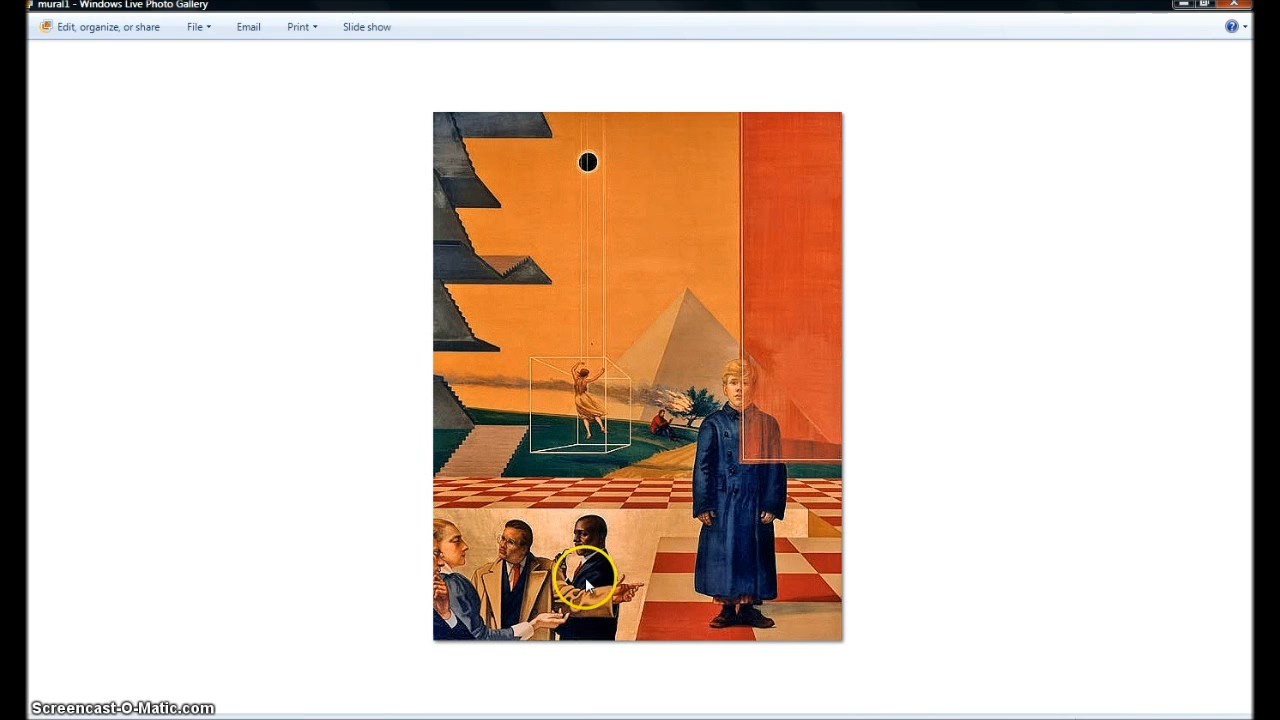 mural1 - Windows Live Photo Gallery
Edit, organize, or share File Email Print Slide show
Screencast-O-Matic.com